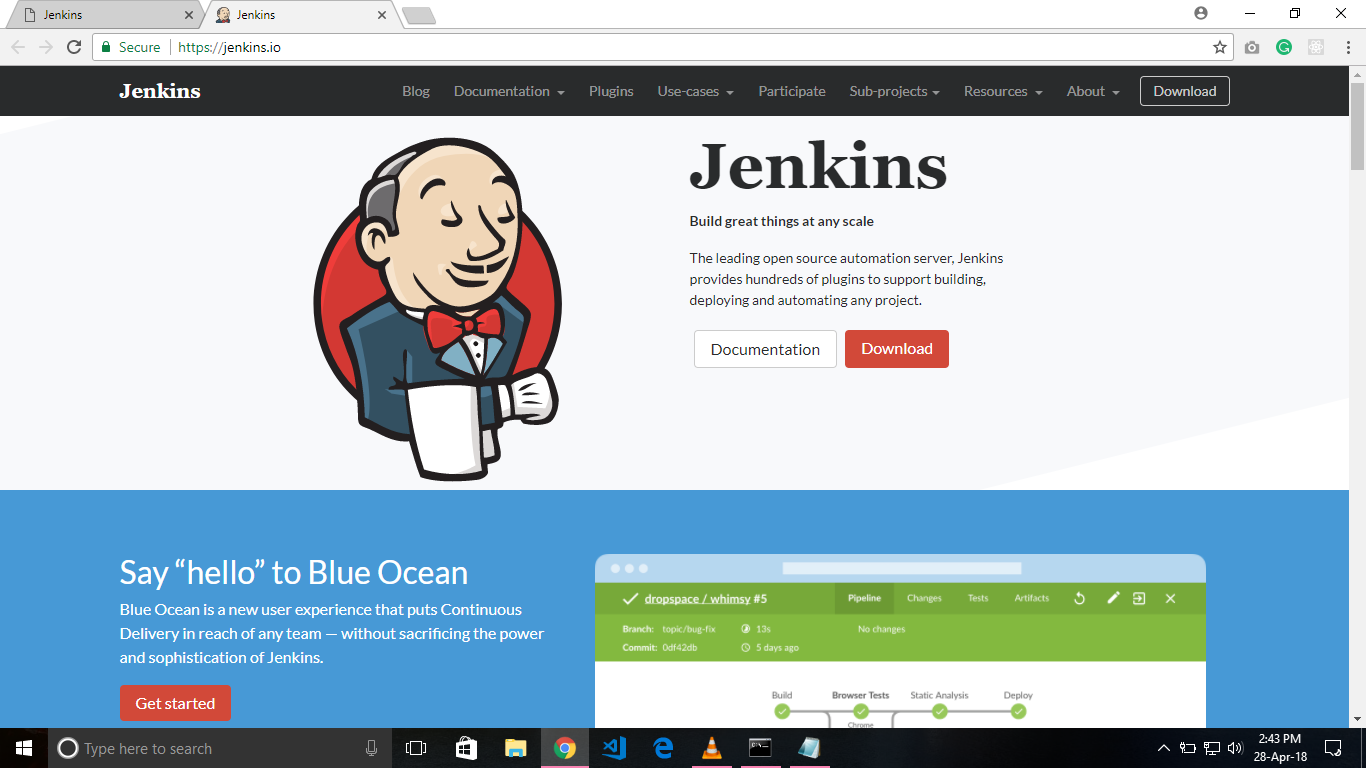 Jenkins
Jenkins
Secure
https://jenkins.io
Jenkins
Blog
Documentation
Plugins
Use-cases
Participate
Sub-projects
Resources
About
Download
Jenkins
Build great things at any scale
The leading open source automation server, Jenkins
provides hundreds of plugins to support building,
deploying and automating any project.
Documentation
Download
Say “hello” to Blue Ocean
Blue Ocean is a new user experience that puts Continuous
Delivery in reach of any team — without sacrificing the power
and sophistication of Jenkins.
Get started
dropspace / whimsy #5
Pipeline
Changes
Tests
Artifacts
Branch: topic/bug-fix
13s
No changes
Commit: 0df42db
5 days ago
Build
Browser Tests
Static Analysis
Deploy
Chrome
Type here to search
2:43 PM
28-Apr-18